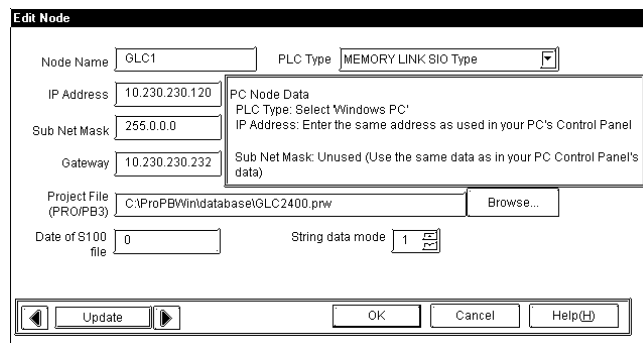 Edit Node
Node Name GLC1 PLC Type MEMORY LINK SIO Type
IP Address 10.230.230.120
Sub Net Mask 255.0.0.0
Gateway 10.230.230.232
PC Node Data
PLC Type: Select 'Windows PC'
IP Address: Enter the same address as used in your PC's Control Panel
Sub Net Mask: Unused (Use the same data as in your PC Control Panel's
data)
Project File
(PRO/PB3) C:\ProPBWin\database\GLC2400.prw Browse...
Date of S100
file 0 String data mode 1
Update OK Cancel Help(H)